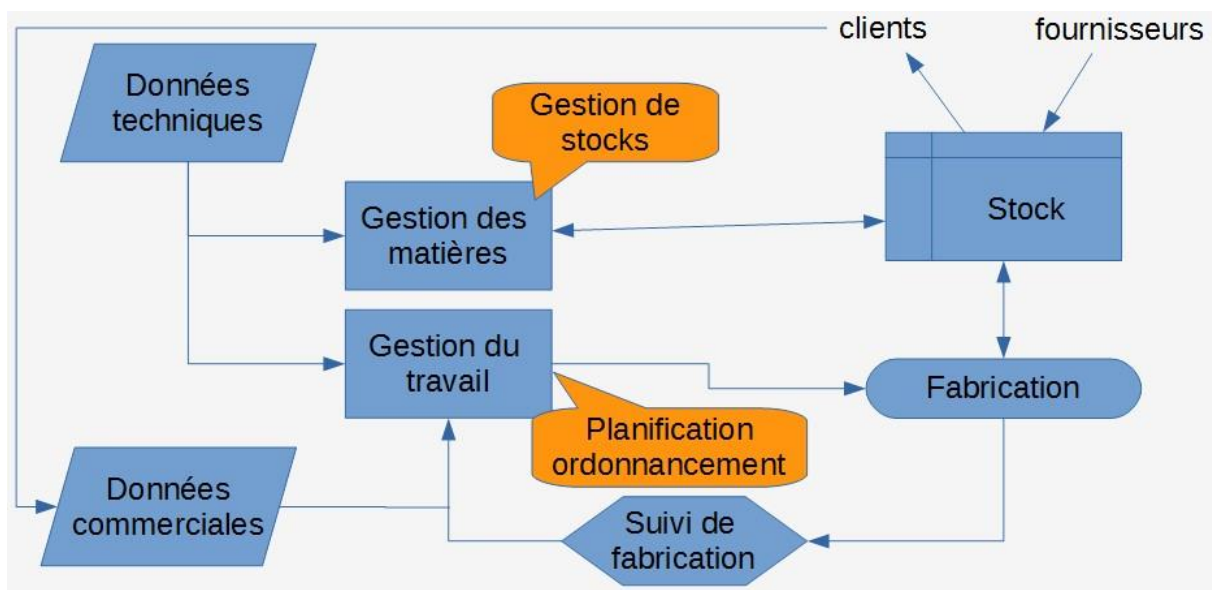 clients
fournisseurs
Données
techniques
Gestion de
stocks
Gestion des
matières
Stock
Gestion du
travail
Fabrication
Planification
ordonnancement
Données
commerciales
Suivi de
fabrication